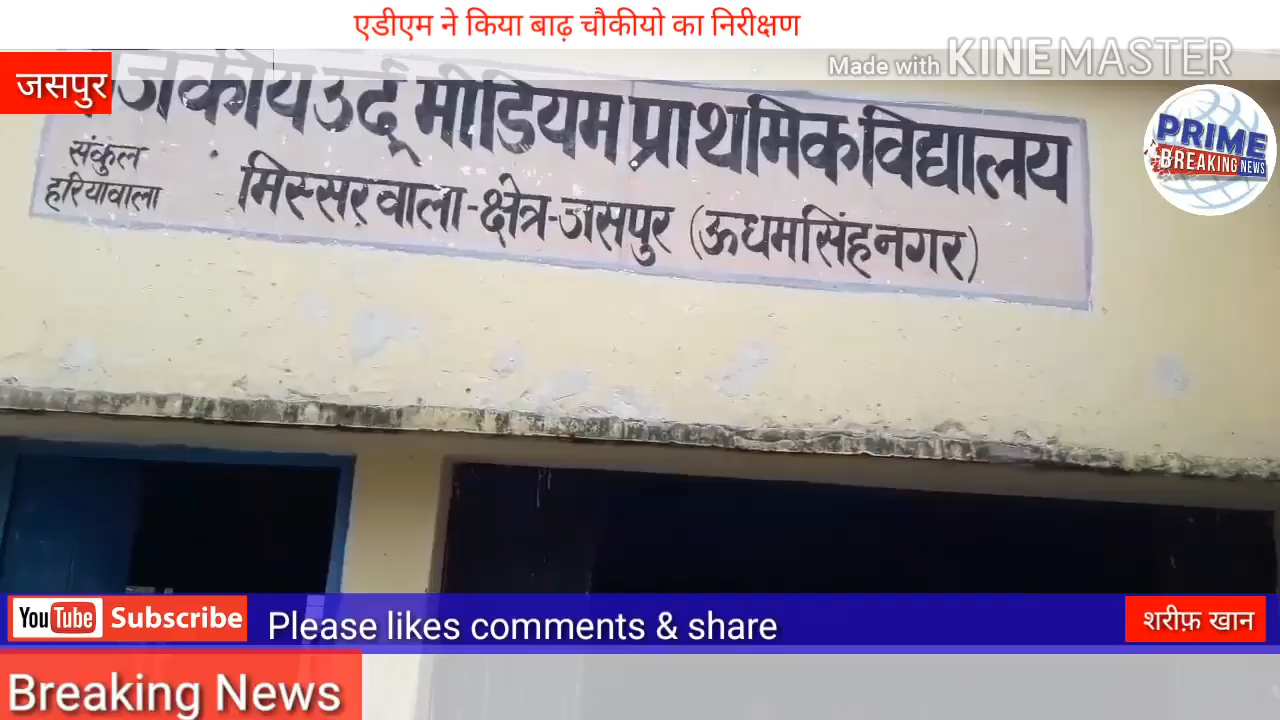 एडीएम ने किया बाढ़ चौकीयो का निरीक्षण
Made with KINEMASTER
जसपुर
जकीय उर्दू मीडियम प्राथमिक विद्यालय
संकुल
हरियावाला
मिस्सरवाला-क्षेत्र-जसपुर (ऊधमसिंहनगर)
PRIME
BREAKING NEWS
YouTube Subscribe
Please likes comments & share
शरीफ़ खान
Breaking News